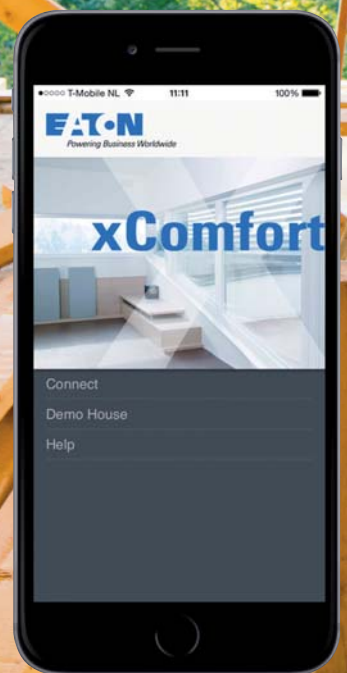 T-Mobile NL 11:11 100%
EATON
Powering Business Worldwide
xComfort
Connect
Demo House
Help